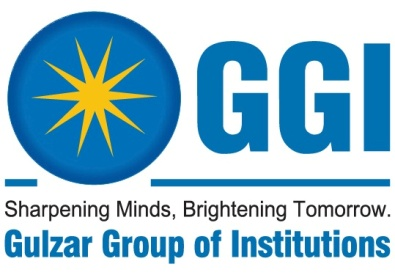 GGI
Sharpening Minds, Brightening Tomorrow.
Gulzar Group of Institutions